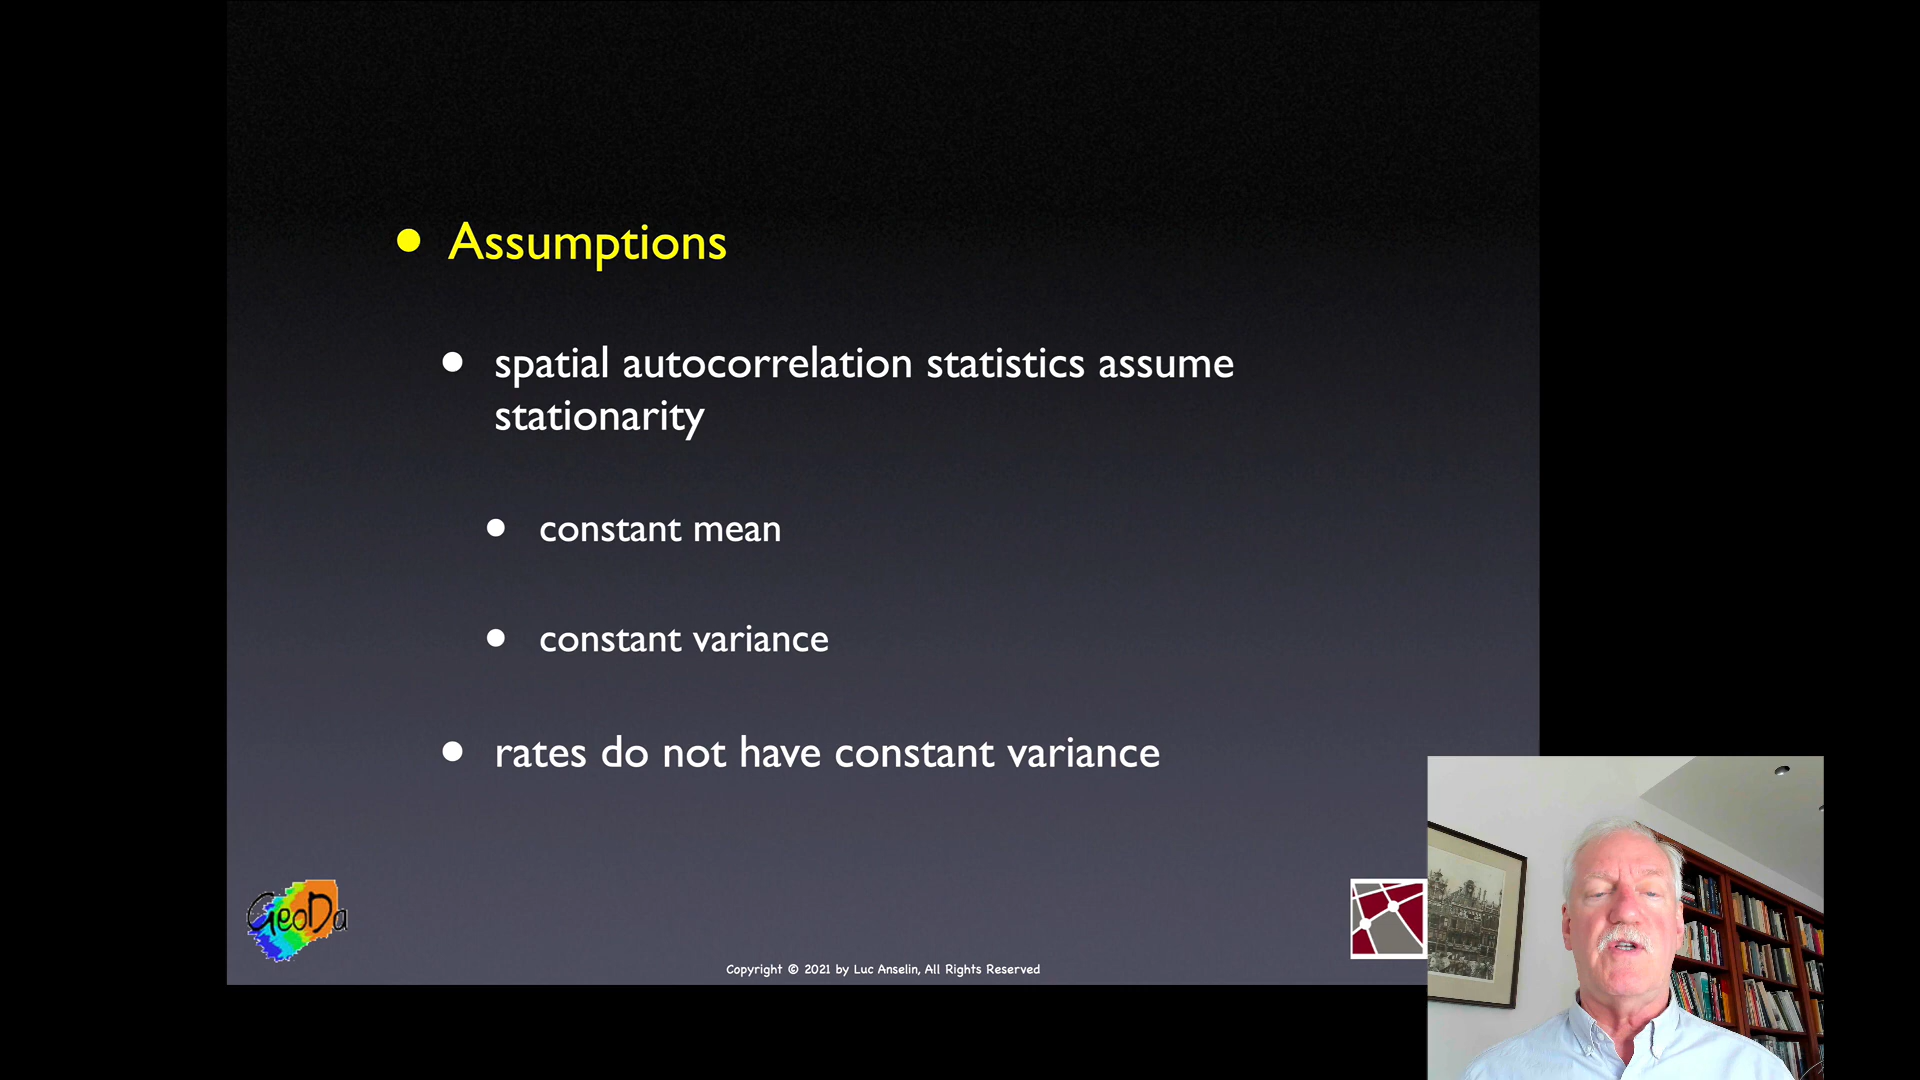 Assumptions
spatial autocorrelation statistics assume
stationarity
constant mean
constant variance
rates do not have constant variance
GeoDa
Copyright © 2021 by Luc Anselin, All Rights Reserved